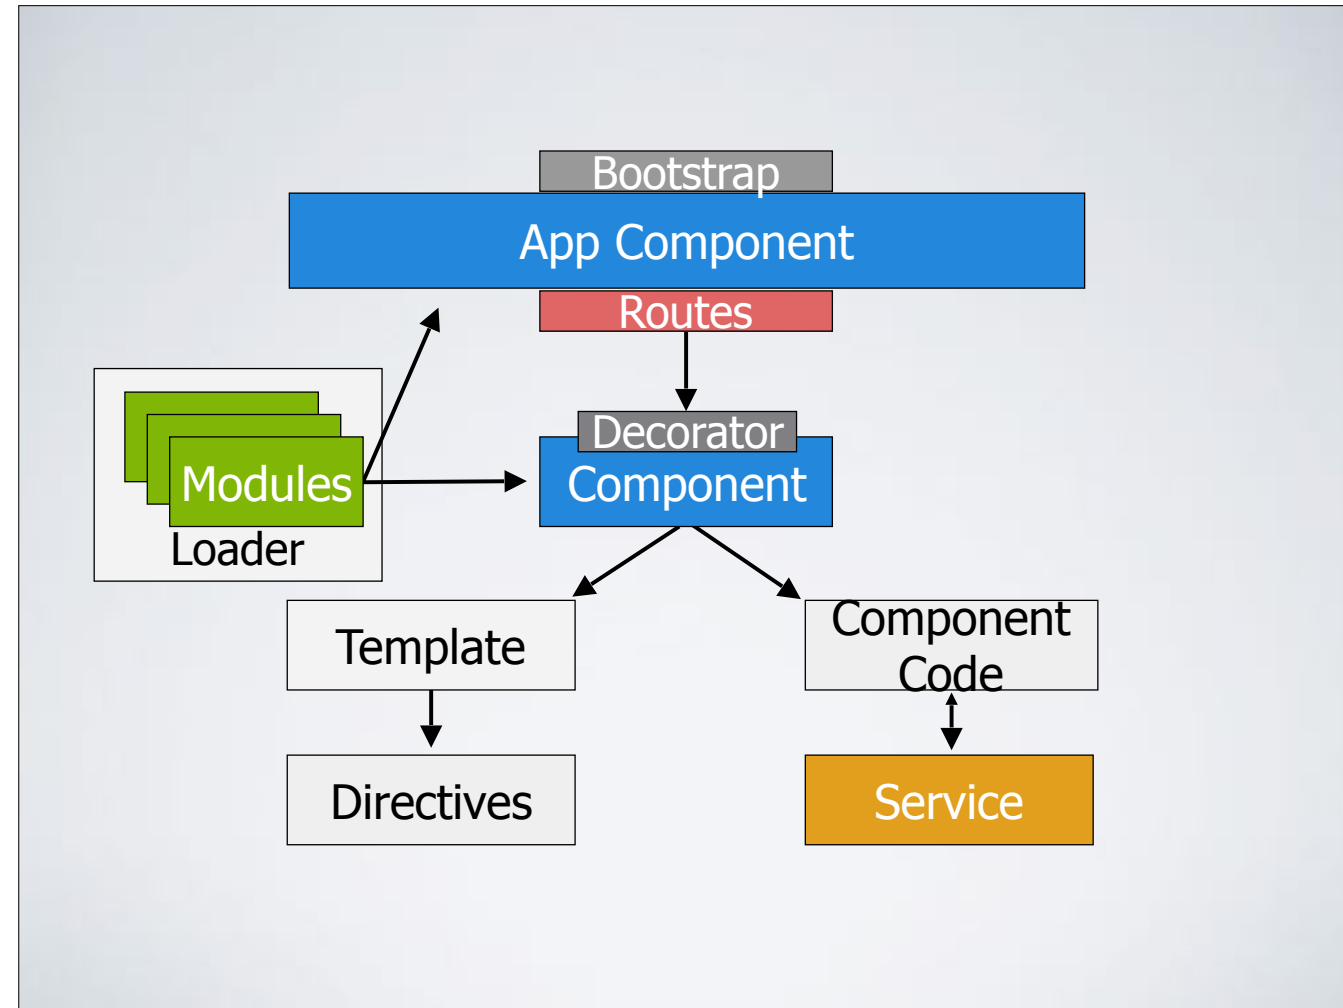 Bootstrap
App Component
Routes
Decorator
Component
Modules
Loader
Template
Component
Code
Directives
Service